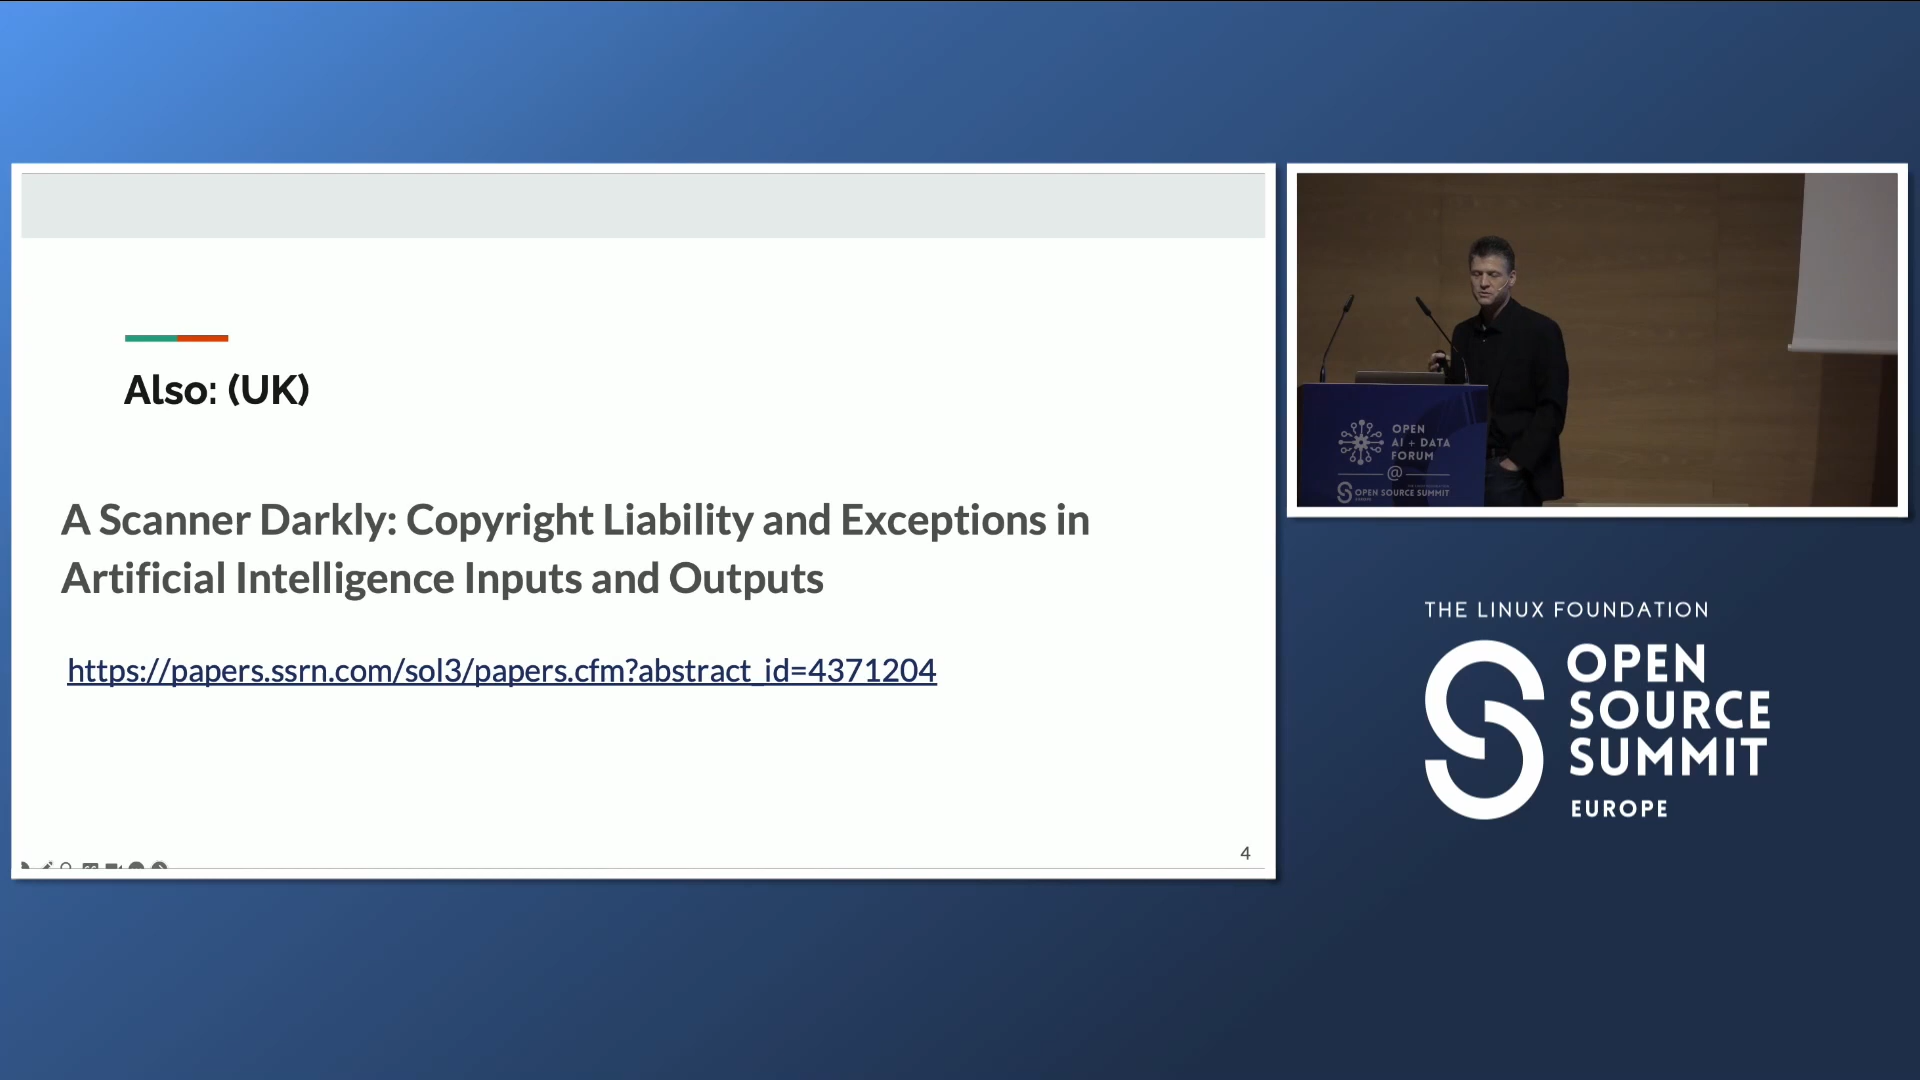 Also: (UK)
A Scanner Darkly: Copyright Liability and Exceptions in
Artificial Intelligence Inputs and Outputs
https://papers.ssrn.com/sol3/papers.cfm?abstract_id=4371204
4
OPEN
AI + DATA
FORUM
@
OPEN SOURCE SUMMIT
THE LINUX FOUNDATION
OPEN
SOURCE
SUMMIT
EUROPE